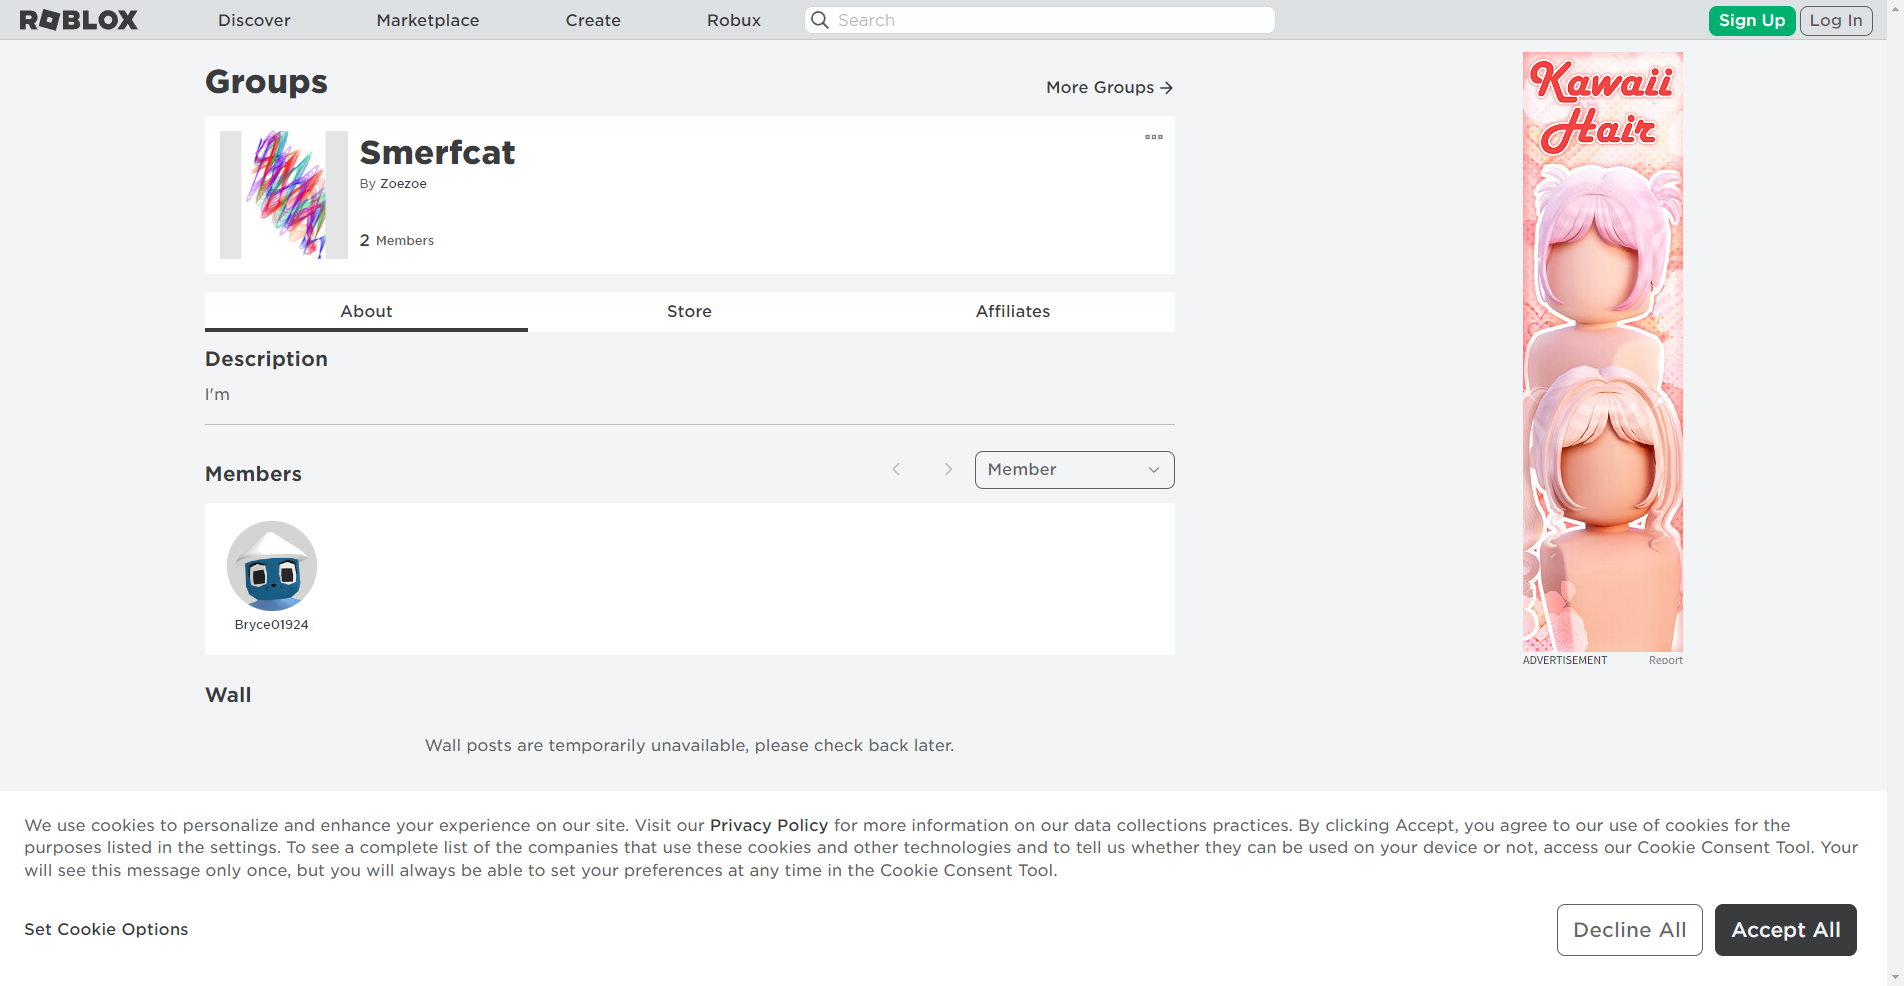 ROBLOX
Discover
Marketplace
Create
Robux
Search
Sign Up
Log In
Groups
More Groups
Smerfcat
By Zoezoe
2 Members
About
Store
Affiliates
Description
I'm
Members
Member
Bryce01924
Wall
Wall posts are temporarily unavailable, please check back later.
Kawaii
Hair
ADVERTISEMENT
Report
We use cookies to personalize and enhance your experience on our site. Visit our Privacy Policy for more information on our data collections practices. By clicking Accept, you agree to our use of cookies for the
purposes listed in the settings. To see a complete list of the companies that use these cookies and other technologies and to tell us whether they can be used on your device or not, access our Cookie Consent Tool. Your
will see this message only once, but you will always be able to set your preferences at any time in the Cookie Consent Tool.
Set Cookie Options
Decline All
Accept All